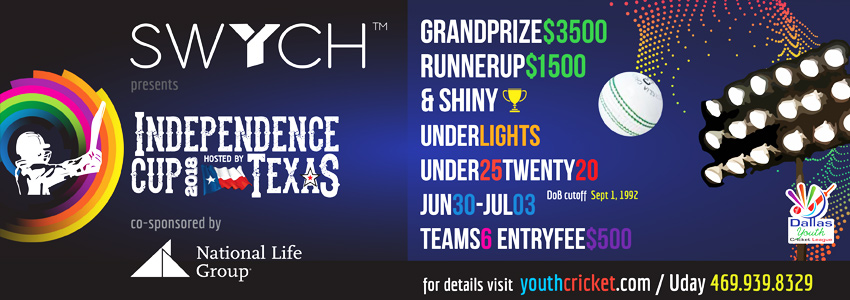 SWYCH™
presents
INDEPENDENCE
CUP 2018 HOSTED BY TEXAS
co-sponsored by
National Life
Group®
GRANDPRIZE$3500
RUNNERUP$1500
& SHINY
UNDERLIGHTS
UNDER25TWENTY20
JUN30-JUL03 DoB cutoff Sept 1, 1992
TEAMS6 ENTRYFEE$500
Dallas
Youth
Cricket League
for details visit youthcricket.com / Uday 469.939.8329